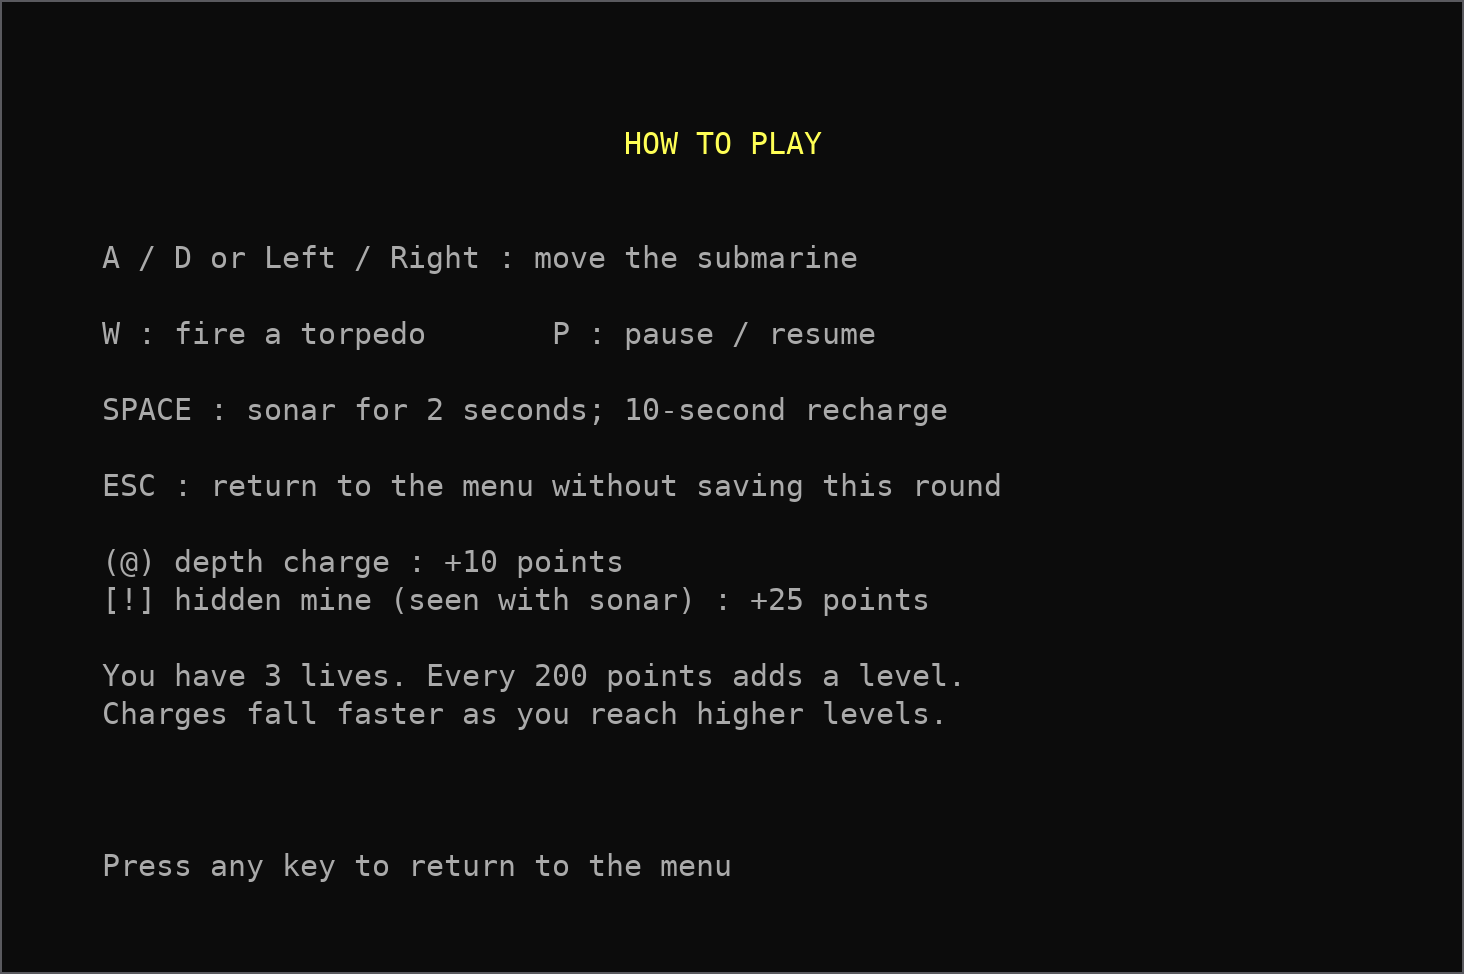 HOW TO PLAY
A / D or Left / Right : move the submarine
W : fire a torpedo       P : pause / resume
SPACE : sonar for 2 seconds; 10-second recharge
ESC : return to the menu without saving this round
(@) depth charge : +10 points
[!] hidden mine (seen with sonar) : +25 points
You have 3 lives. Every 200 points adds a level.
Charges fall faster as you reach higher levels.
Press any key to return to the menu